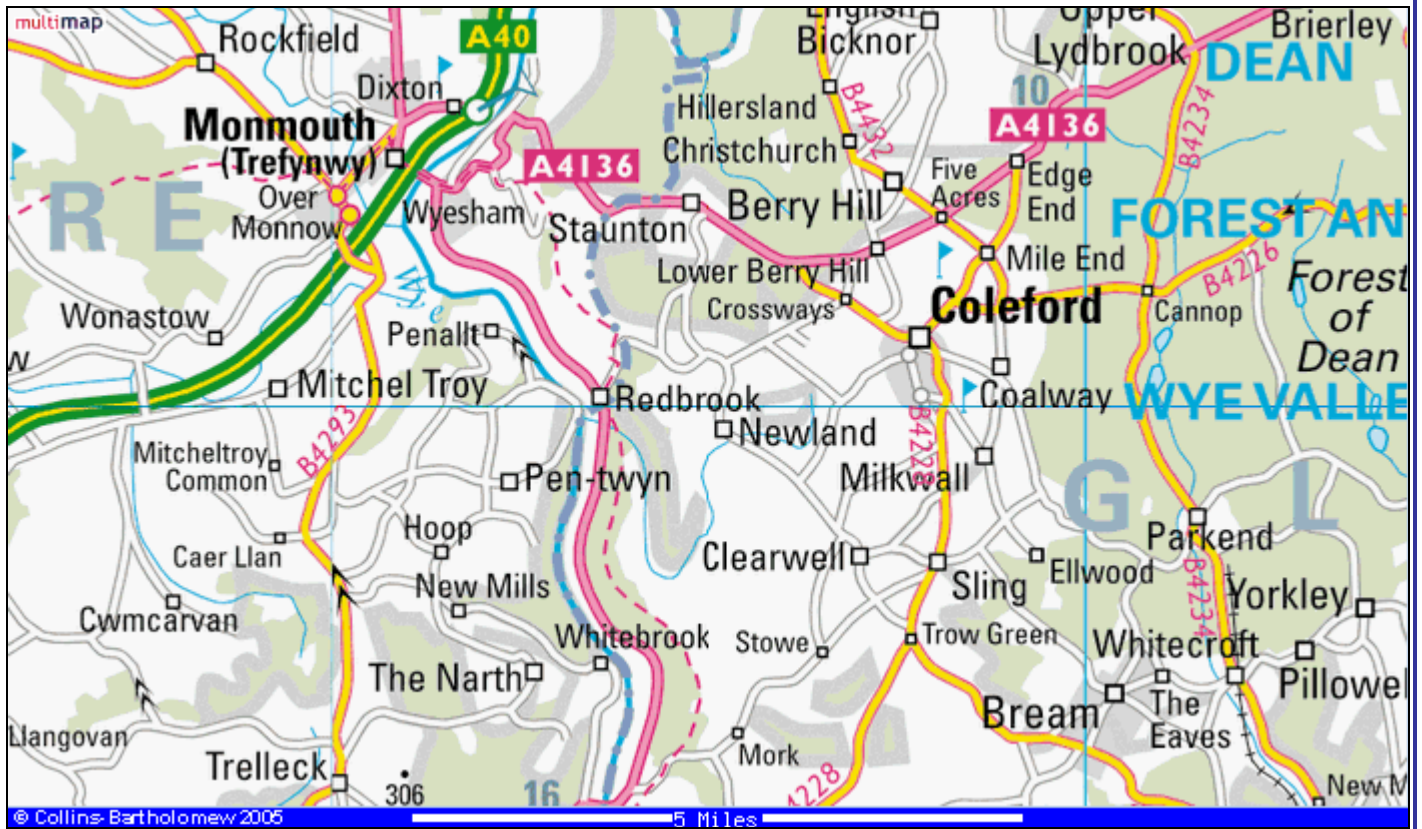 multimap
Rockfield
A40
English
Bicknor
Upper
Lydbrook
Brierley
DEAN
Dixton
10
Hillersland
B4432
B4234
Monmouth
(Trefynwy)
A4136
A4136
Christchurch
Five
Acres
Edge
End
R E
Over
Monnow
Wyesham
Staunton
Berry Hill
FOREST AN
Wye
Lower Berry Hill
Mile End
B4226
Forest
of
Dean
Crossways
Coleford
Cannop
Wonastow
Penallt
Mitchel Troy
Redbrook
Coalway
WYE VALLE
B4293
Newland
B4228
Mitcheltroy
Common
Pen-twyn
Milkwall
G L
Hoop
Parkend
Caer Llan
Clearwell
Sling
Ellwood
New Mills
B4234
Yorkley
Cwmcarvan
Whitebrook
Stowe
Trow Green
Whitecroft
The Narth
Pillowel
Bream
The
Eaves
Llangovan
Mork
Trelleck
306
16
4228
New M
© Collins-Bartholomew 2005
5 Miles